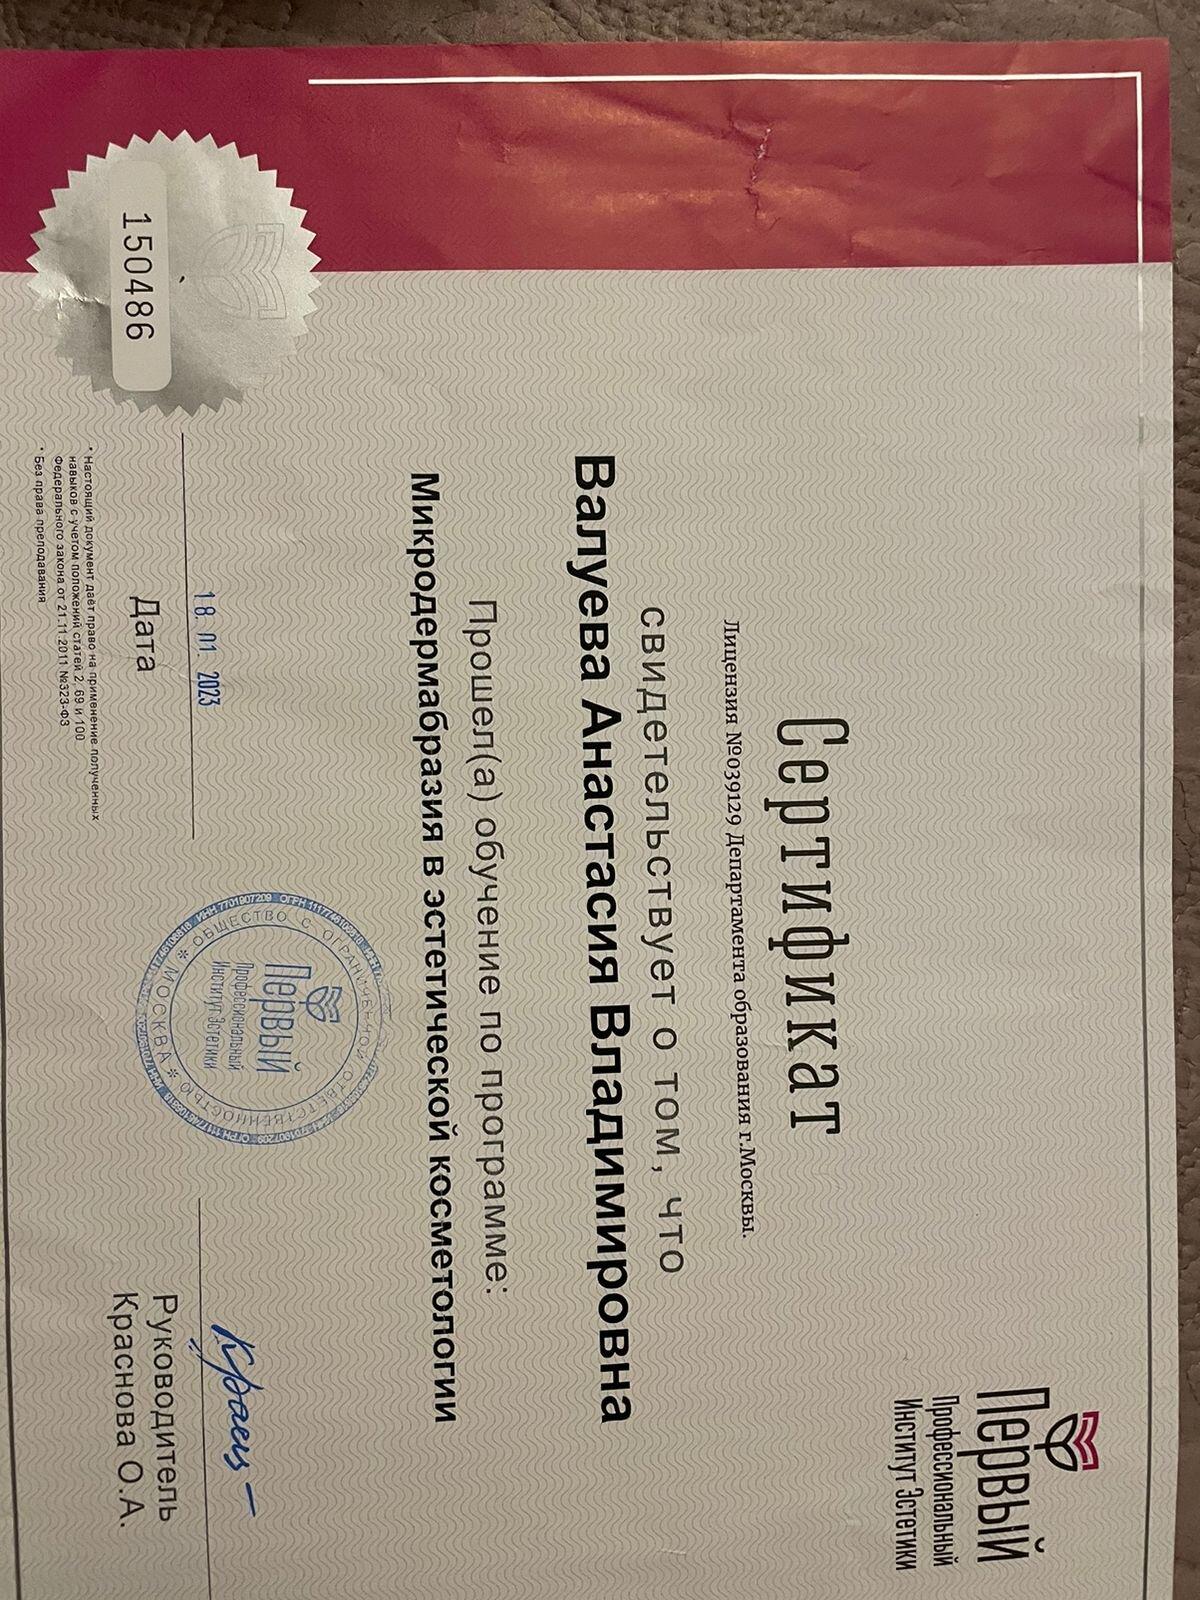 Первый
Профессиональный
Институт Эстетики
Сертификат
Лицензия №039129 Департамента образования г.Москвы.
свидетельствует о том, что
Валуева Анастасия Владимировна
Прошел(а) обучение по программе:
Микродермабразия в эстетической косметологии
18. 01. 2023
Дата
* Настоящий документ даёт право на применение полученных
навыков с учетом положений статей 2, 69 и 100
Федерального закона от 21.11.2011 №323-ФЗ
* Без права преподавания
150486
ОБЩЕСТВО С ОГРАНИЧЕННОЙ ОТВЕТСТВЕННОСТЬЮ
* МОСКВА *
ИНН 7701907209 ОГРН
Первый
Профессиональный
Институт Эстетики
Руководитель
Краснова О.А.